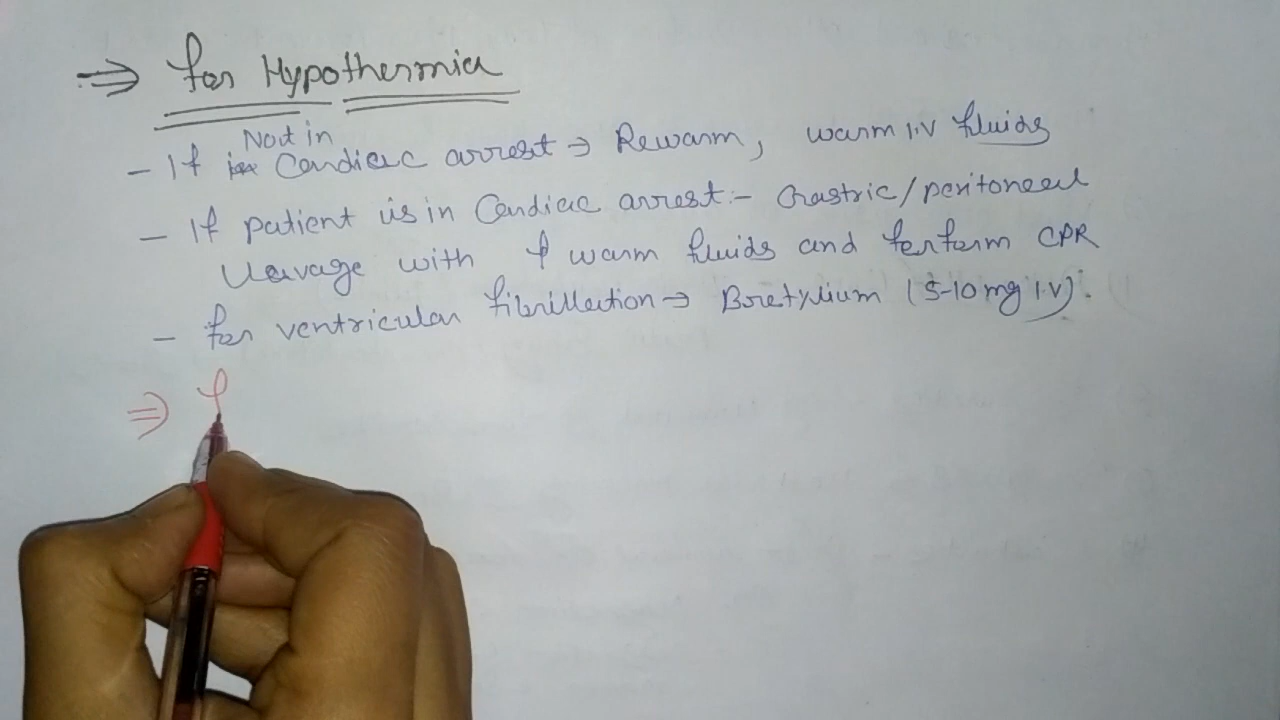 ⇒ for Hypothermia
Not in
- If Cardiac arrest → Rewarm, warm I.V fluids
- If patient is in Cardiac arrest:- Gastric/peritoneal
Lavage with warm fluids and Perform CPR
- for ventricular fibrillation → Bretylium (5-10 mg I.V).
⇒